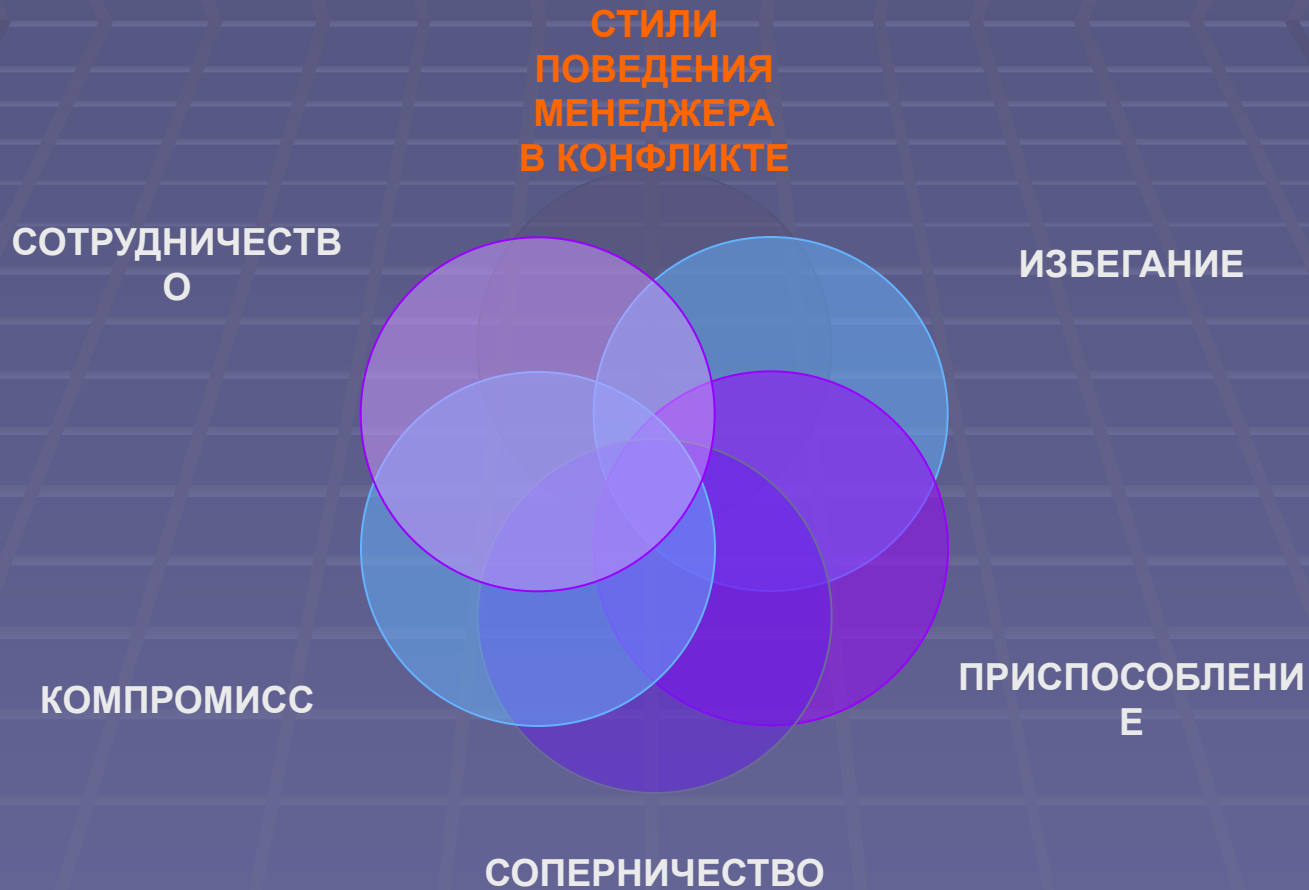 СТИЛИ
ПОВЕДЕНИЯ
МЕНЕДЖЕРА
В КОНФЛИКТЕ
СОТРУДНИЧЕСТВ
О
ИЗБЕГАНИЕ
КОМПРОМИСС
ПРИСПОСОБЛЕНИ
Е
СОПЕРНИЧЕСТВО